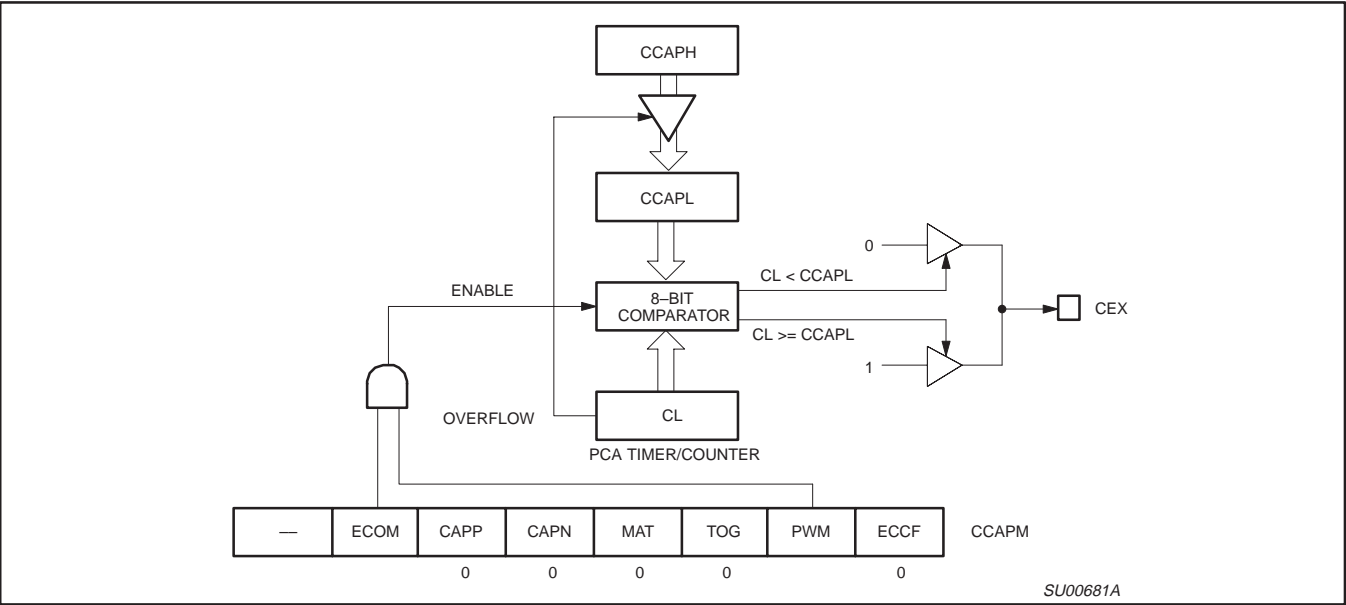 CCAPH
CCAPL
0
CL < CCAPL
ENABLE
8–BIT
COMPARATOR
CEX
CL >= CCAPL
1
OVERFLOW
CL
PCA TIMER/COUNTER
–– ECOM CAPP CAPN MAT TOG PWM ECCF CCAPM
0 0 0 0 0
SU00681A